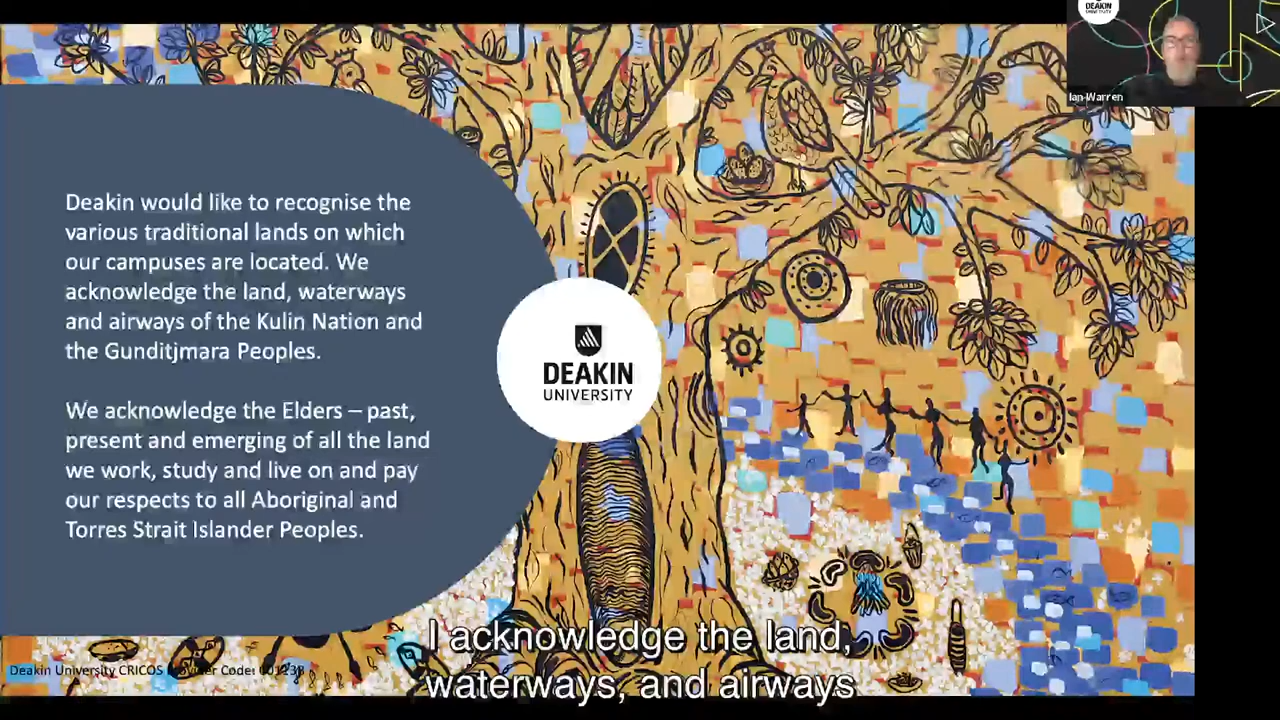 DEAKIN
UNIVERSITY
Ian Warren
Deakin would like to recognise the
various traditional lands on which
our campuses are located. We
acknowledge the land, waterways
and airways of the Kulin Nation and
the Gunditjmara Peoples.
We acknowledge the Elders – past,
present and emerging of all the land
we work, study and live on and pay
our respects to all Aboriginal and
Torres Strait Islander Peoples.
DEAKIN
UNIVERSITY
I acknowledge the land,
waterways, and airways
Deakin University CRICOS Code: